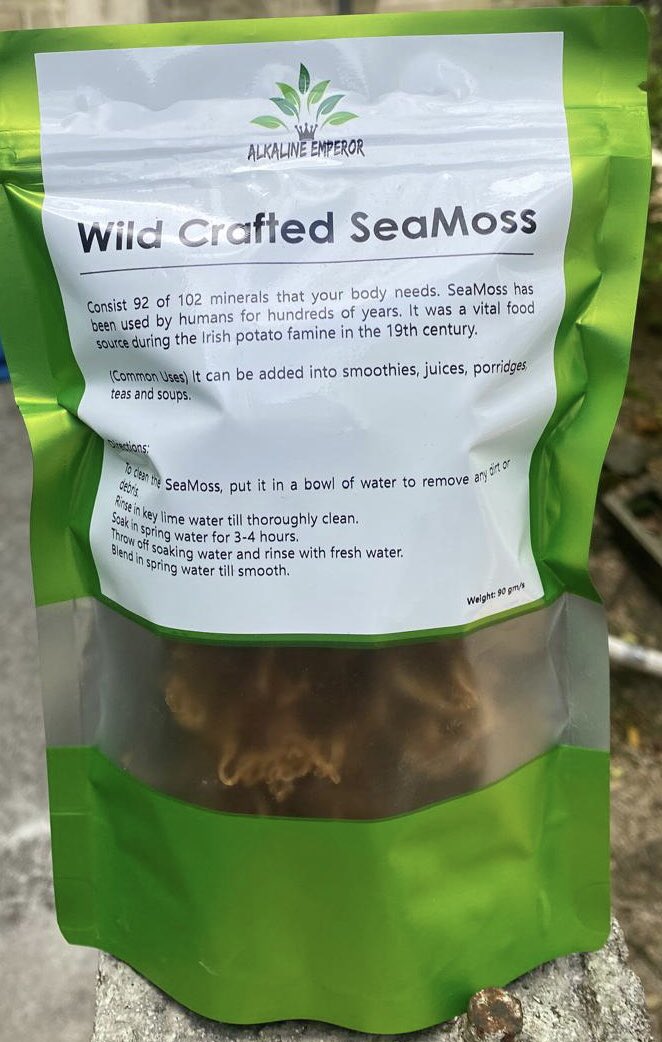 ALKALINE EMPEROR
Wild Crafted SeaMoss
Consist 92 of 102 minerals that your body needs. SeaMoss has
been used by humans for hundreds of years. It was a vital food
source during the Irish potato famine in the 19th century.
(Common Uses) It can be added into smoothies, juices, porridges,
teas and soups.
Directions:
To clean the SeaMoss, put it in a bowl of water to remove any dirt or
debris.
Rinse in key lime water till thoroughly clean.
Soak in spring water for 3-4 hours.
Throw off soaking water and rinse with fresh water.
Blend in spring water till smooth.
Weight: 90 gm/s